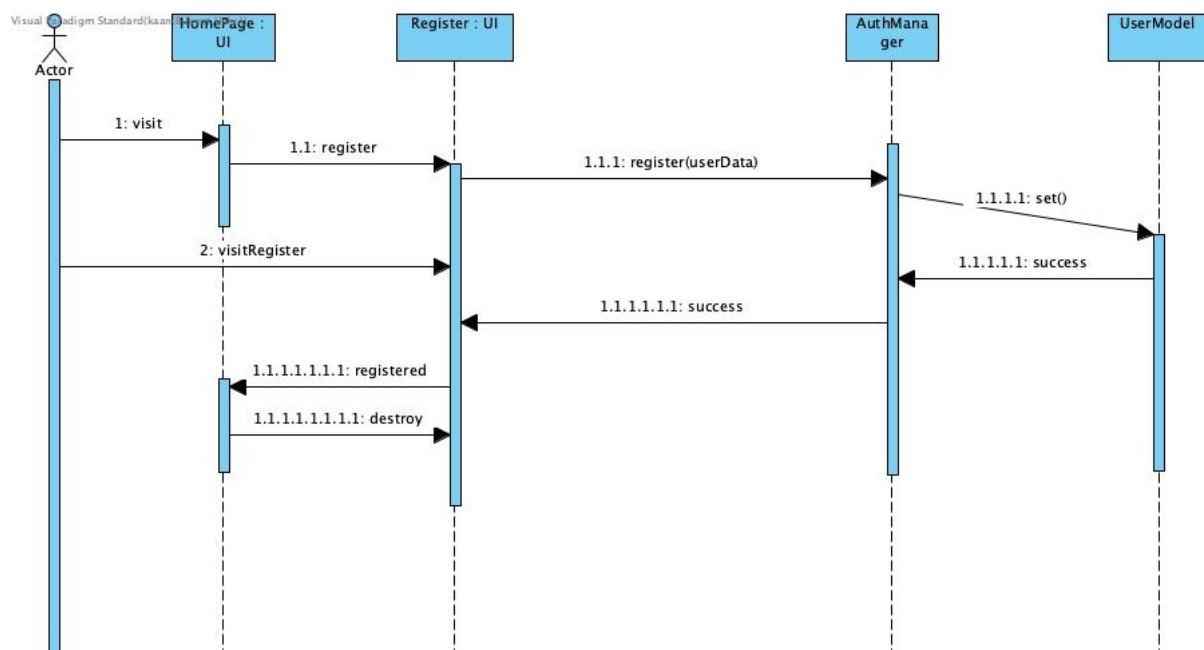 Visual Paradigm Standard(kaan
HomePage :
UI
Register : UI
AuthMana
ger
UserModel
Actor
1: visit
1.1: register
1.1.1: register(userData)
1.1.1.1: set()
2: visitRegister
1.1.1.1.1: success
1.1.1.1.1.1: success
1.1.1.1.1.1.1: registered
1.1.1.1.1.1.1.1: destroy